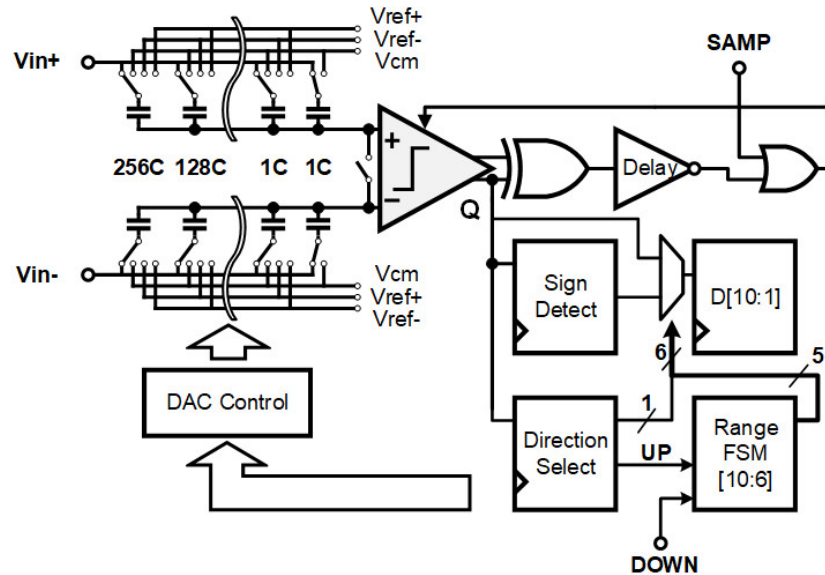 Vref+
Vref-
Vcm
Vin+
SAMP
+
256C 128C 1C 1C
Delay
−
Q
Vin-
Vcm
Vref+
Vref-
Sign
Detect
D[10:1]
6
5
DAC Control
1
Direction
Select
UP
Range
FSM
[10:6]
DOWN